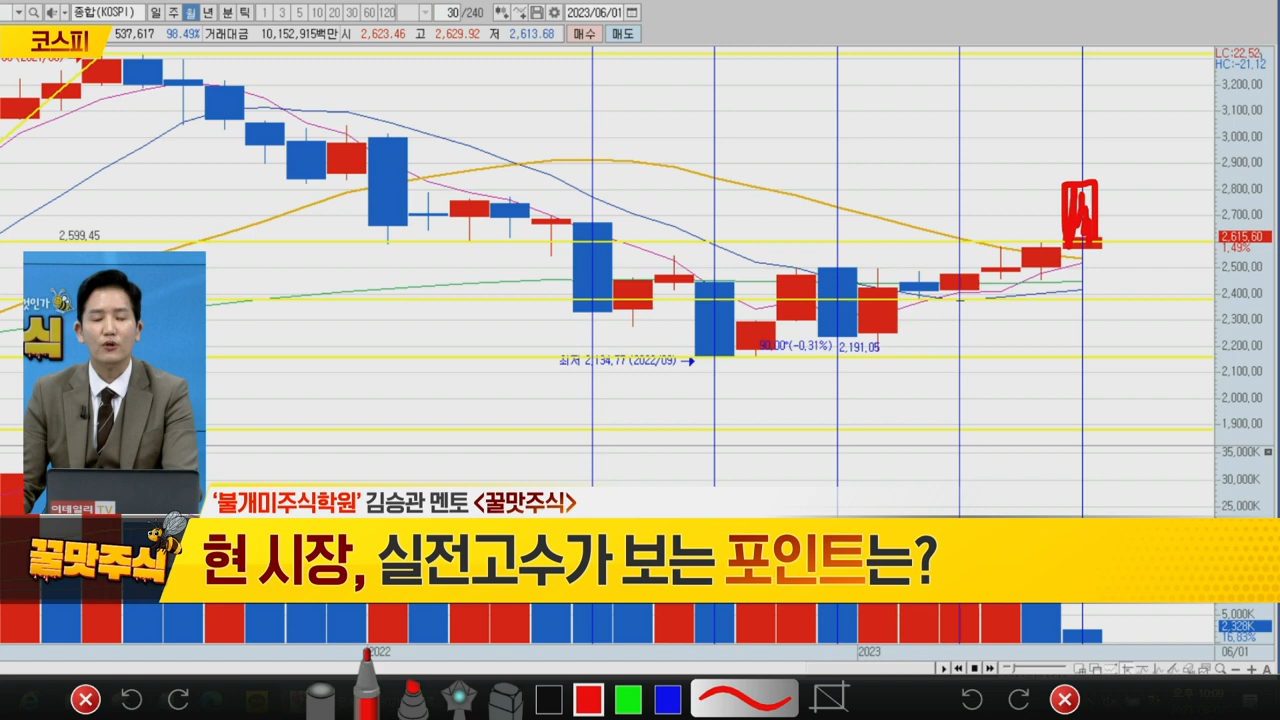 종합(KOSPI) 일 주 월 년 분 틱 1 3 5 10 20 30 60 120 30 /240 2023/06/01
코스피 537,617 98.49% 거래대금 10,152,915백만 시 2,623.46 고 2,629.92 저 2,613.68 매수 매도
LC:22,52
HC:-21,12
3,200,00
3,100,00
3,000,00
2,900,00
2,800,00
2,700,00
2,599,45
2,615,60
1,49%
2,500,00
2,400,00
2,300,00
90,00*(-0,31%) 2,191,05
2,200,00
최저 2,134,77 (2022/09)
2,100,00
2,000,00
1,900,00
35,000K
30,000K
25,000K
식
이데일리 TV
'불개미주식학원' 김승관 멘토 <꿀맛주식>
꿀맛주식
현 시장, 실전고수가 보는 포인트는?
5,000K
2,328K
16,83%
2022
2023
06/01